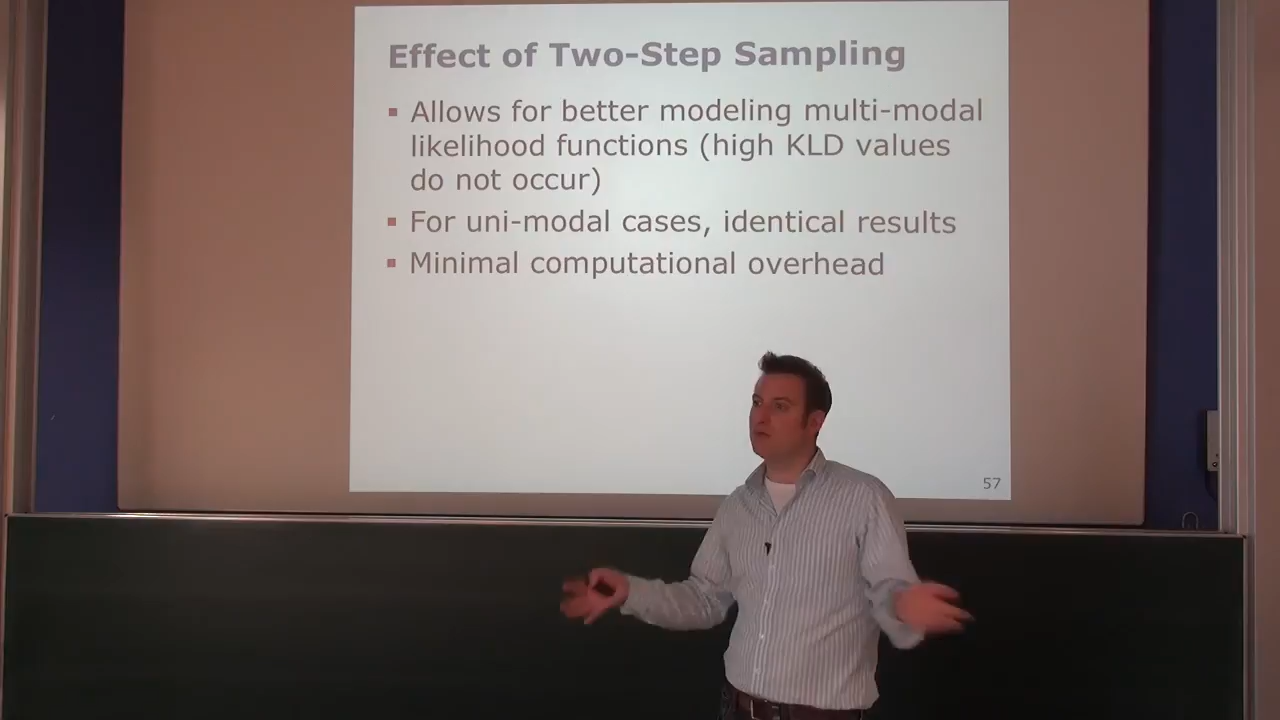 Effect of Two-Step Sampling
▪ Allows for better modeling multi-modal
likelihood functions (high KLD values
do not occur)
▪ For uni-modal cases, identical results
▪ Minimal computational overhead
57